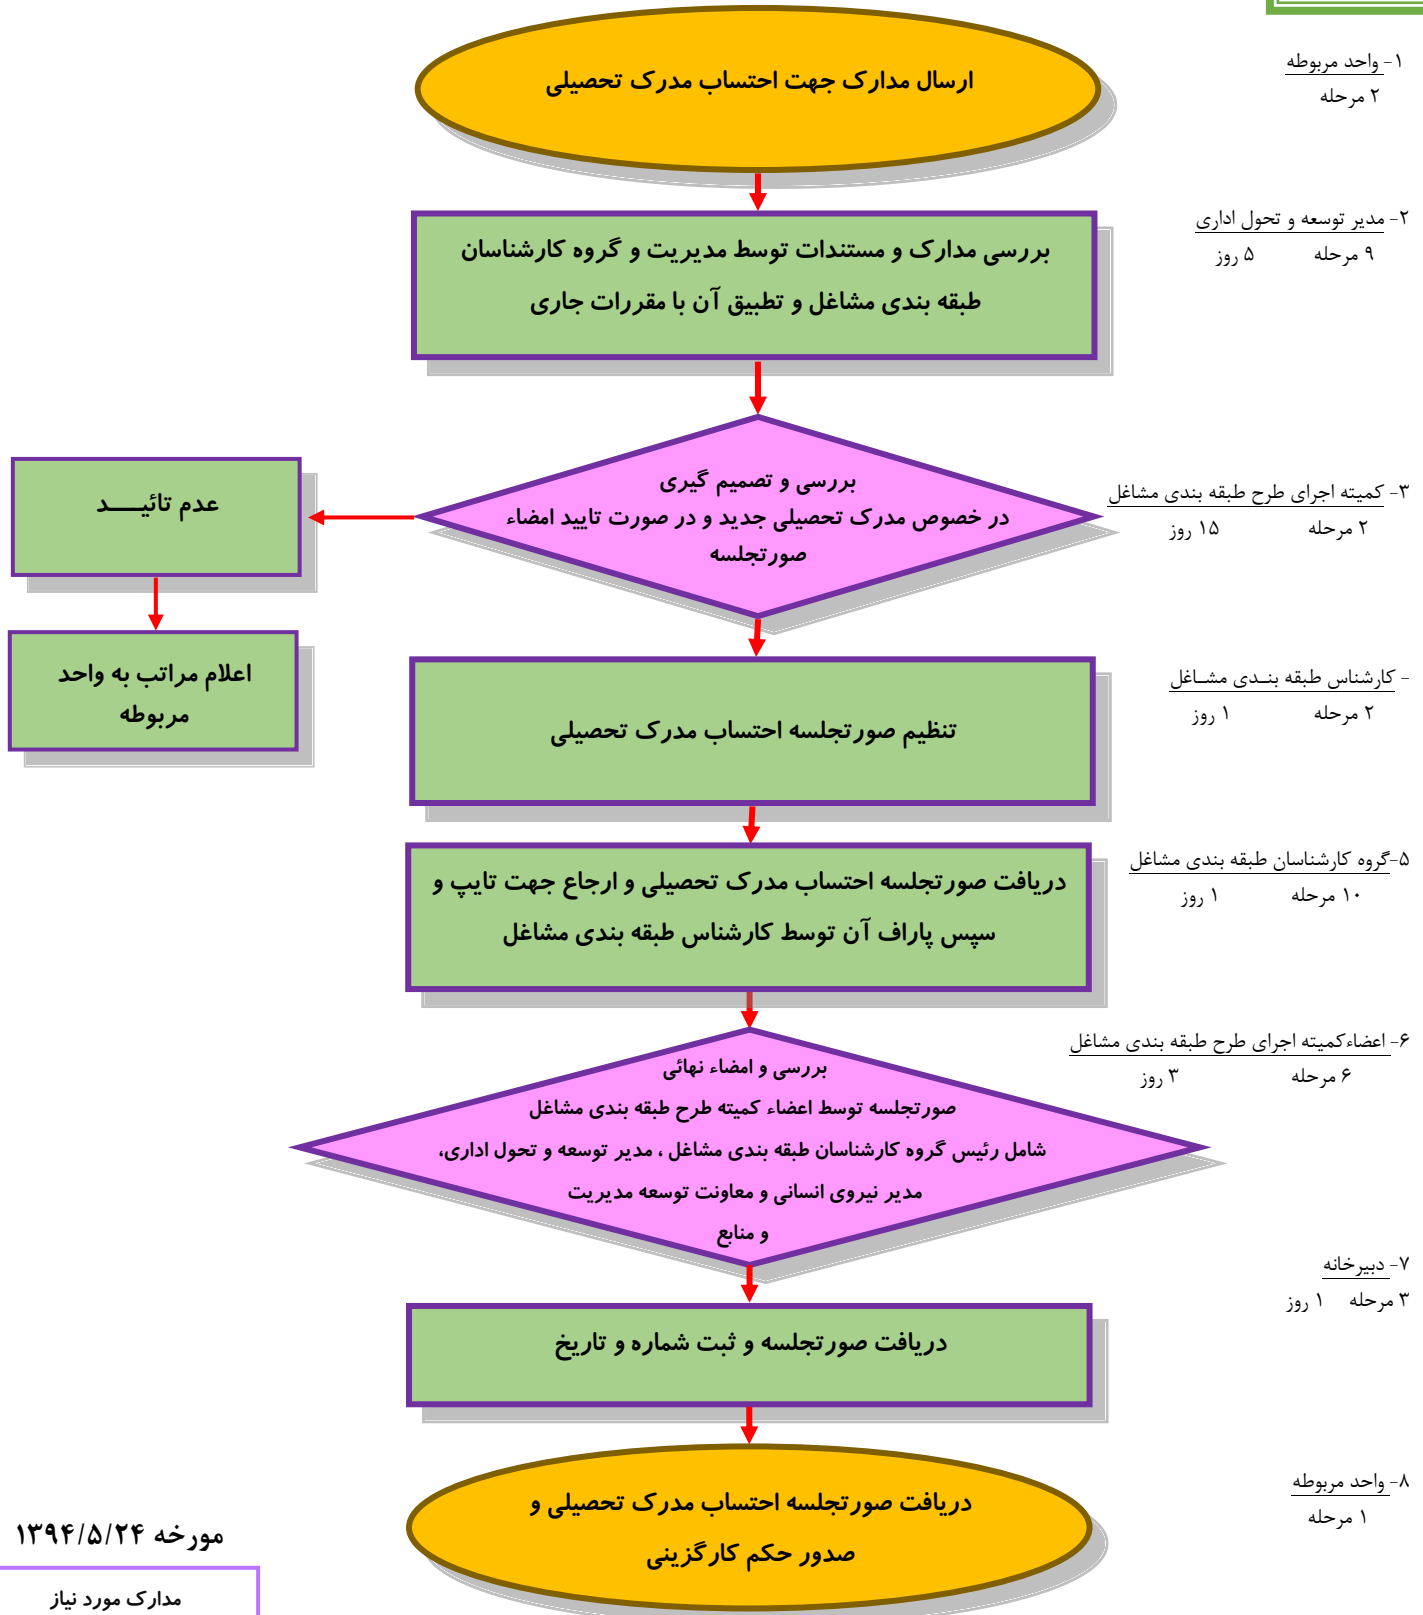 ارسال مدارک جهت احتساب مدرک تحصیلی
۱- واحد مربوطه
۲ مرحله
بررسی مدارک و مستندات توسط مدیریت و گروه کارشناسان
طبقه بندی مشاغل و تطبیق آن با مقررات جاری
۲- مدیر توسعه و تحول اداری
۹ مرحله ۵ روز
بررسی و تصمیم گیری
در خصوص مدرک تحصیلی جدید و در صورت تایید امضاء
صورتجلسه
۳- کمیته اجرای طرح طبقه بندی مشاغل
۲ مرحله ۱۵ روز
عدم تائیــــد
اعلام مراتب به واحد
مربوطه
تنظیم صورتجلسه احتساب مدرک تحصیلی
- کارشناس طبقه بنـدی مشـاغل
۲ مرحله ۱ روز
دریافت صورتجلسه احتساب مدرک تحصیلی و ارجاع جهت تایپ و
سپس پاراف آن توسط کارشناس طبقه بندی مشاغل
۵-گروه کارشناسان طبقه بندی مشاغل
۱۰ مرحله ۱ روز
بررسی و امضاء نهائی
صورتجلسه توسط اعضاء کمیته طرح طبقه بندی مشاغل
شامل رئیس گروه کارشناسان طبقه بندی مشاغل ، مدیر توسعه و تحول اداری،
مدیر نیروی انسانی و معاونت توسعه مدیریت
و منابع
۶- اعضاءکمیته اجرای طرح طبقه بندی مشاغل
۶ مرحله ۳ روز
دریافت صورتجلسه و ثبت شماره و تاریخ
۷- دبیرخانه
۳ مرحله ۱ روز
دریافت صورتجلسه احتساب مدرک تحصیلی و
صدور حکم کارگزینی
۸- واحد مربوطه
۱ مرحله
مورخه ۱۳۹۴/۵/۲۴
مدارک مورد نیاز